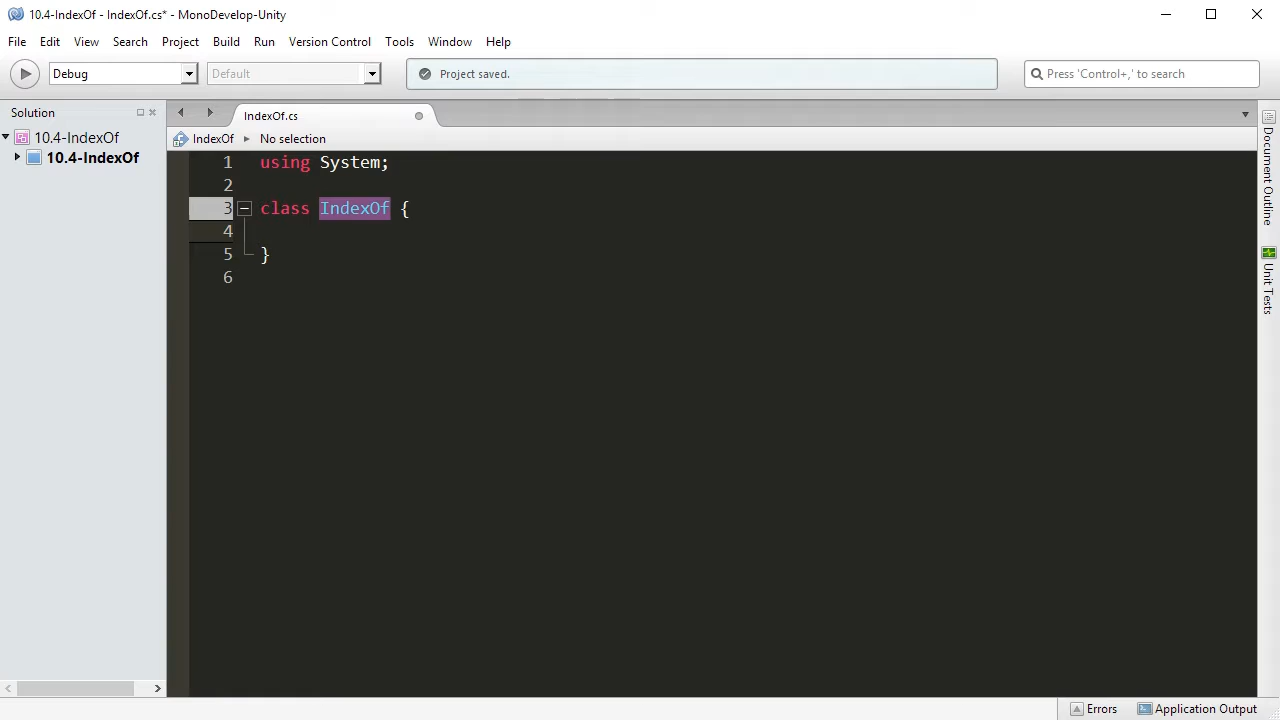 10.4-IndexOf - IndexOf.cs* - MonoDevelop-Unity
File Edit View Search Project Build Run Version Control Tools Window Help
Debug Default Project saved. Press 'Control+,' to search
Solution
IndexOf.cs
10.4-IndexOf
10.4-IndexOf
IndexOf No selection
1 using System;
2
3 class IndexOf {
4
5 }
6
Document Outline
Unit Tests
Errors Application Output